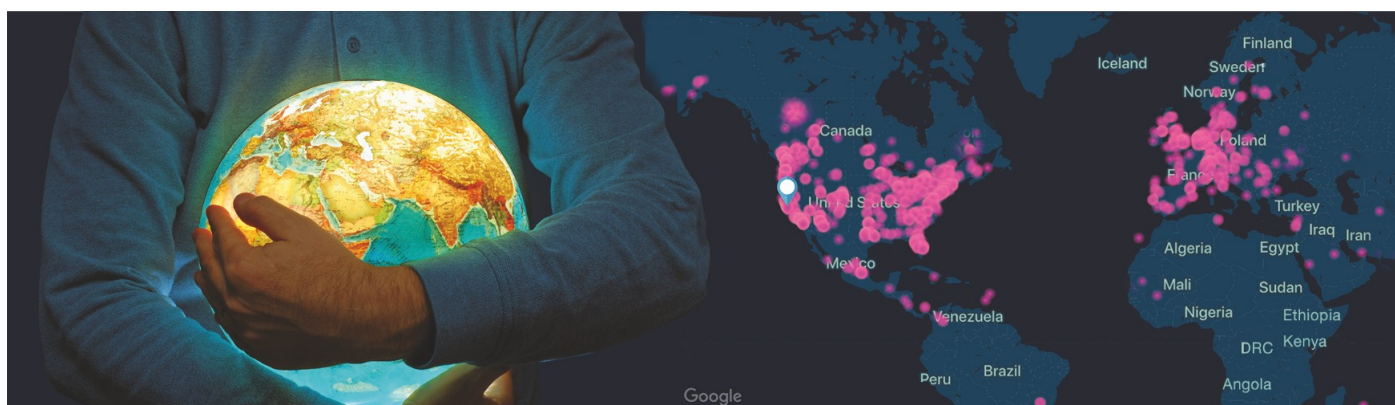 Finland
Iceland
Sweden
Norway
Canada
Poland
France
United States
Turkey
Iraq
Iran
Algeria
Egypt
Mexico
Mali
Sudan
Nigeria
Ethiopia
Venezuela
Kenya
DRC
Brazil
Peru
Angola
Google